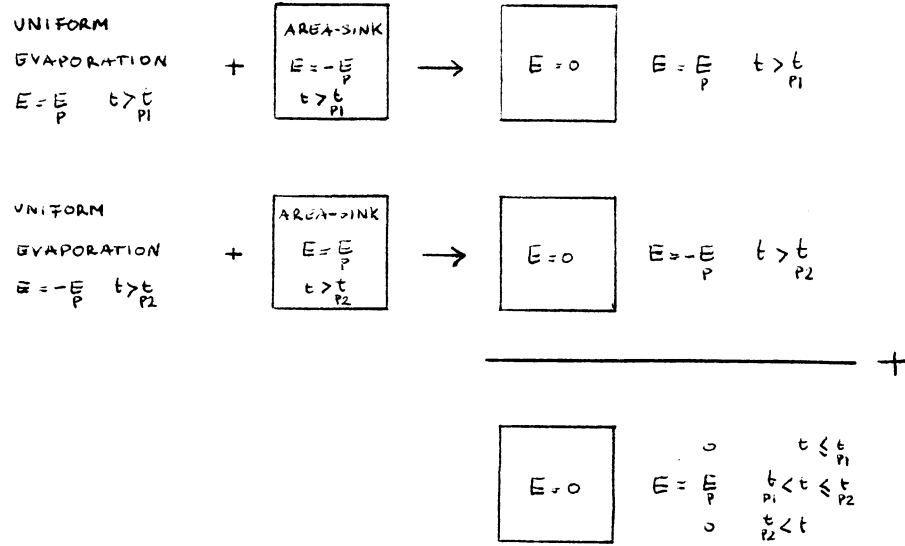 UNIFORM
EVAPORATION
E = E_P t > t_P1
+
AREA-SINK
E = -E_P
t > t_P1
→
E = 0
E = E_P t > t_P1
UNIFORM
EVAPORATION
E = -E_P t > t_P2
+
AREA-SINK
E = E_P
t > t_P2
→
E = 0
E = -E_P t > t_P2
+
E = 0
0 t ≤ t_P1
E = E_P t_P1 < t ≤ t_P2
0 t_P2 < t